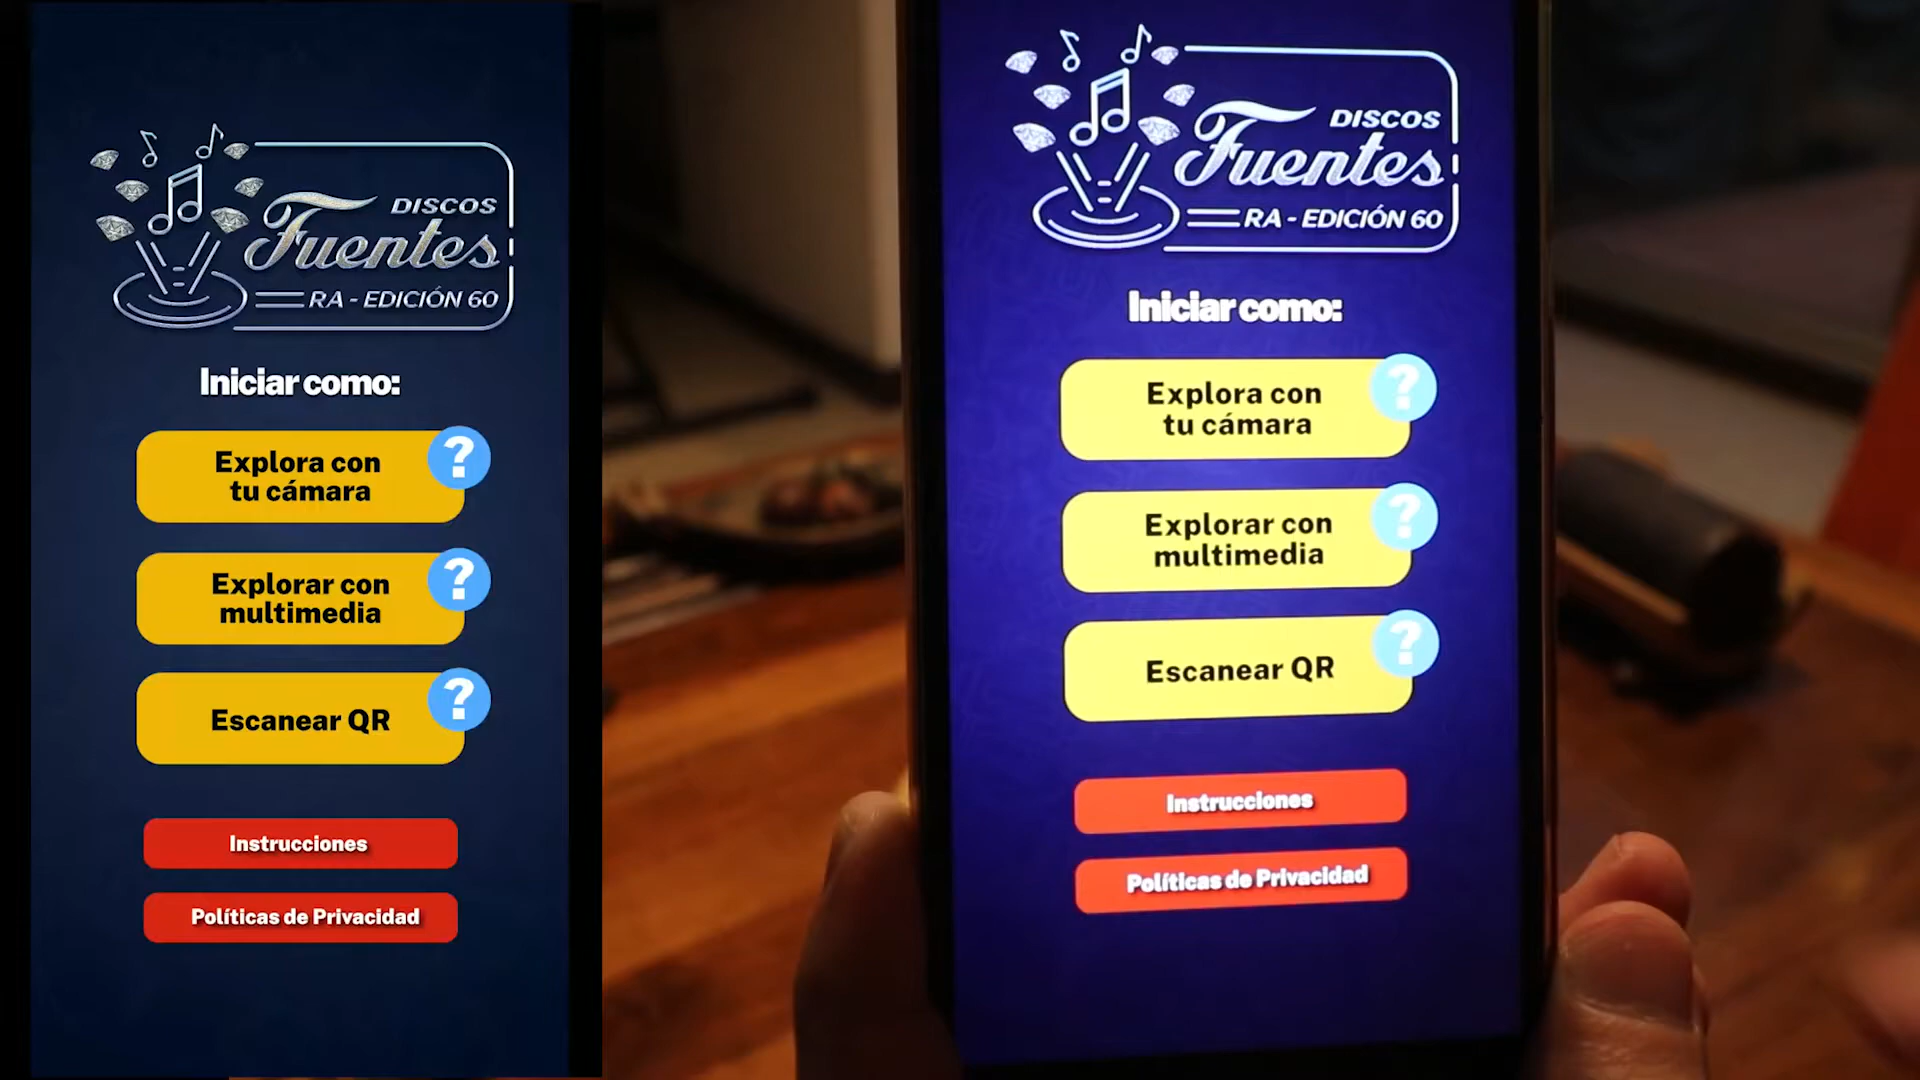 DISCOS
Fuentes
RA - EDICIÓN 60
Iniciar como:
Explora con
tu cámara
?
Explorar con
multimedia
?
Escanear QR
?
Instrucciones
Políticas de Privacidad
DISCOS
Fuentes
RA - EDICIÓN 60
Iniciar como:
Explora con
tu cámara
?
Explorar con
multimedia
?
Escanear QR
?
Instrucciones
Políticas de Privacidad